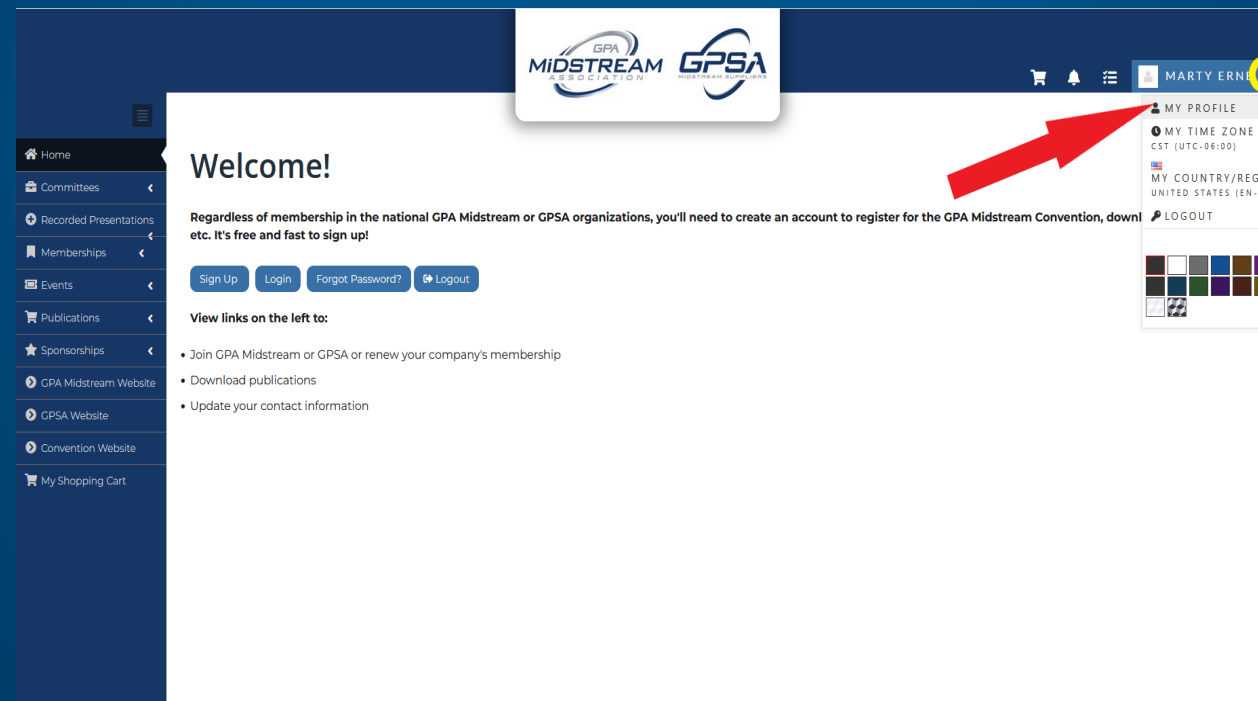 GPA
MiDSTREAM
ASSOCIATION
GPSA
MIDSTREAM SUPPLIERS
MARTY ERN
MY PROFILE
MY TIME ZONE
CST (UTC-06:00)
MY COUNTRY/REG
UNITED STATES (EN-
LOGOUT
Home
Committees
Recorded Presentations
Memberships
Events
Publications
Sponsorships
GPA Midstream Website
GPSA Website
Convention Website
My Shopping Cart
Welcome!
Regardless of membership in the national GPA Midstream or GPSA organizations, you'll need to create an account to register for the GPA Midstream Convention, downl
etc. It's free and fast to sign up!
Sign Up Login Forgot Password? Logout
View links on the left to:
• Join GPA Midstream or GPSA or renew your company's membership
• Download publications
• Update your contact information